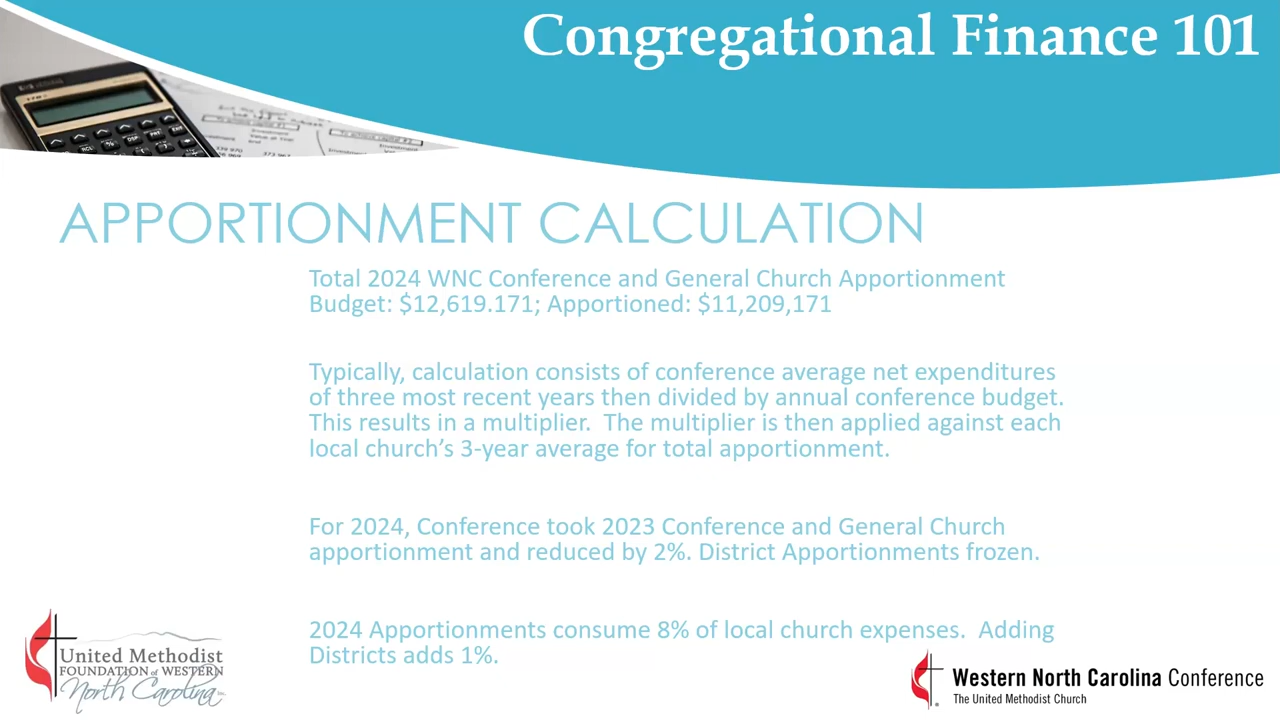 Congregational Finance 101
APPORTIONMENT CALCULATION
Total 2024 WNC Conference and General Church Apportionment
Budget: $12,619.171; Apportioned: $11,209,171
Typically, calculation consists of conference average net expenditures
of three most recent years then divided by annual conference budget.
This results in a multiplier.  The multiplier is then applied against each
local church’s 3-year average for total apportionment.
For 2024, Conference took 2023 Conference and General Church
apportionment and reduced by 2%. District Apportionments frozen.
2024 Apportionments consume 8% of local church expenses.  Adding
Districts adds 1%.
United Methodist
FOUNDATION of WESTERN
North Carolina
Western North Carolina Conference
The United Methodist Church